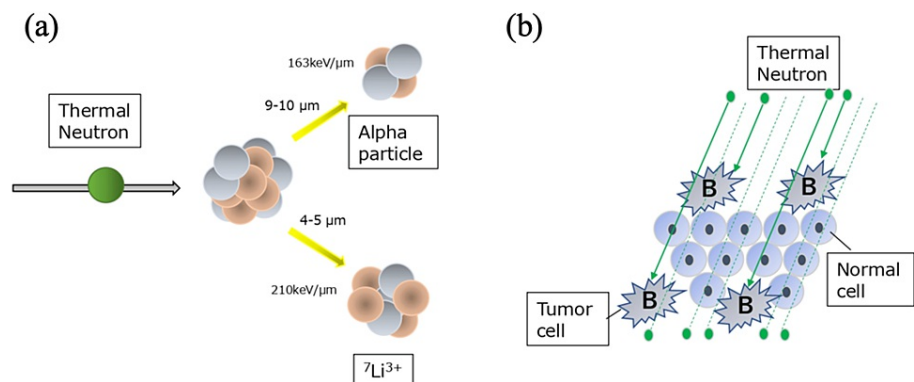 (a)
Thermal
Neutron
163keV/μm
9-10 μm
Alpha
particle
4-5 μm
210keV/μm
⁷Li³⁺
(b)
Thermal
Neutron
B
B
B
B
Normal
cell
Tumor
cell